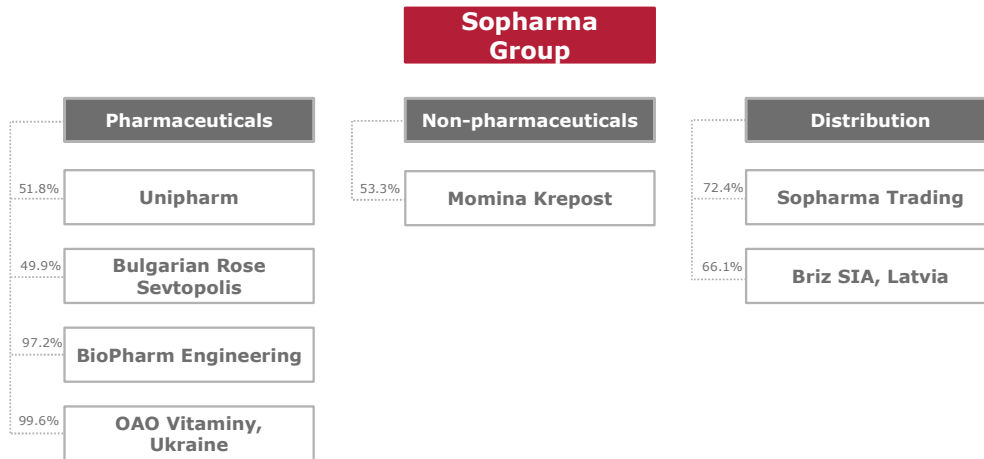 Sopharma
Group
Pharmaceuticals
51.8%
Unipharm
49.9%
Bulgarian Rose
Sevtopolis
97.2%
BioPharm Engineering
99.6%
OAO Vitaminy,
Ukraine
Non-pharmaceuticals
53.3%
Momina Krepost
Distribution
72.4%
Sopharma Trading
66.1%
Briz SIA, Latvia